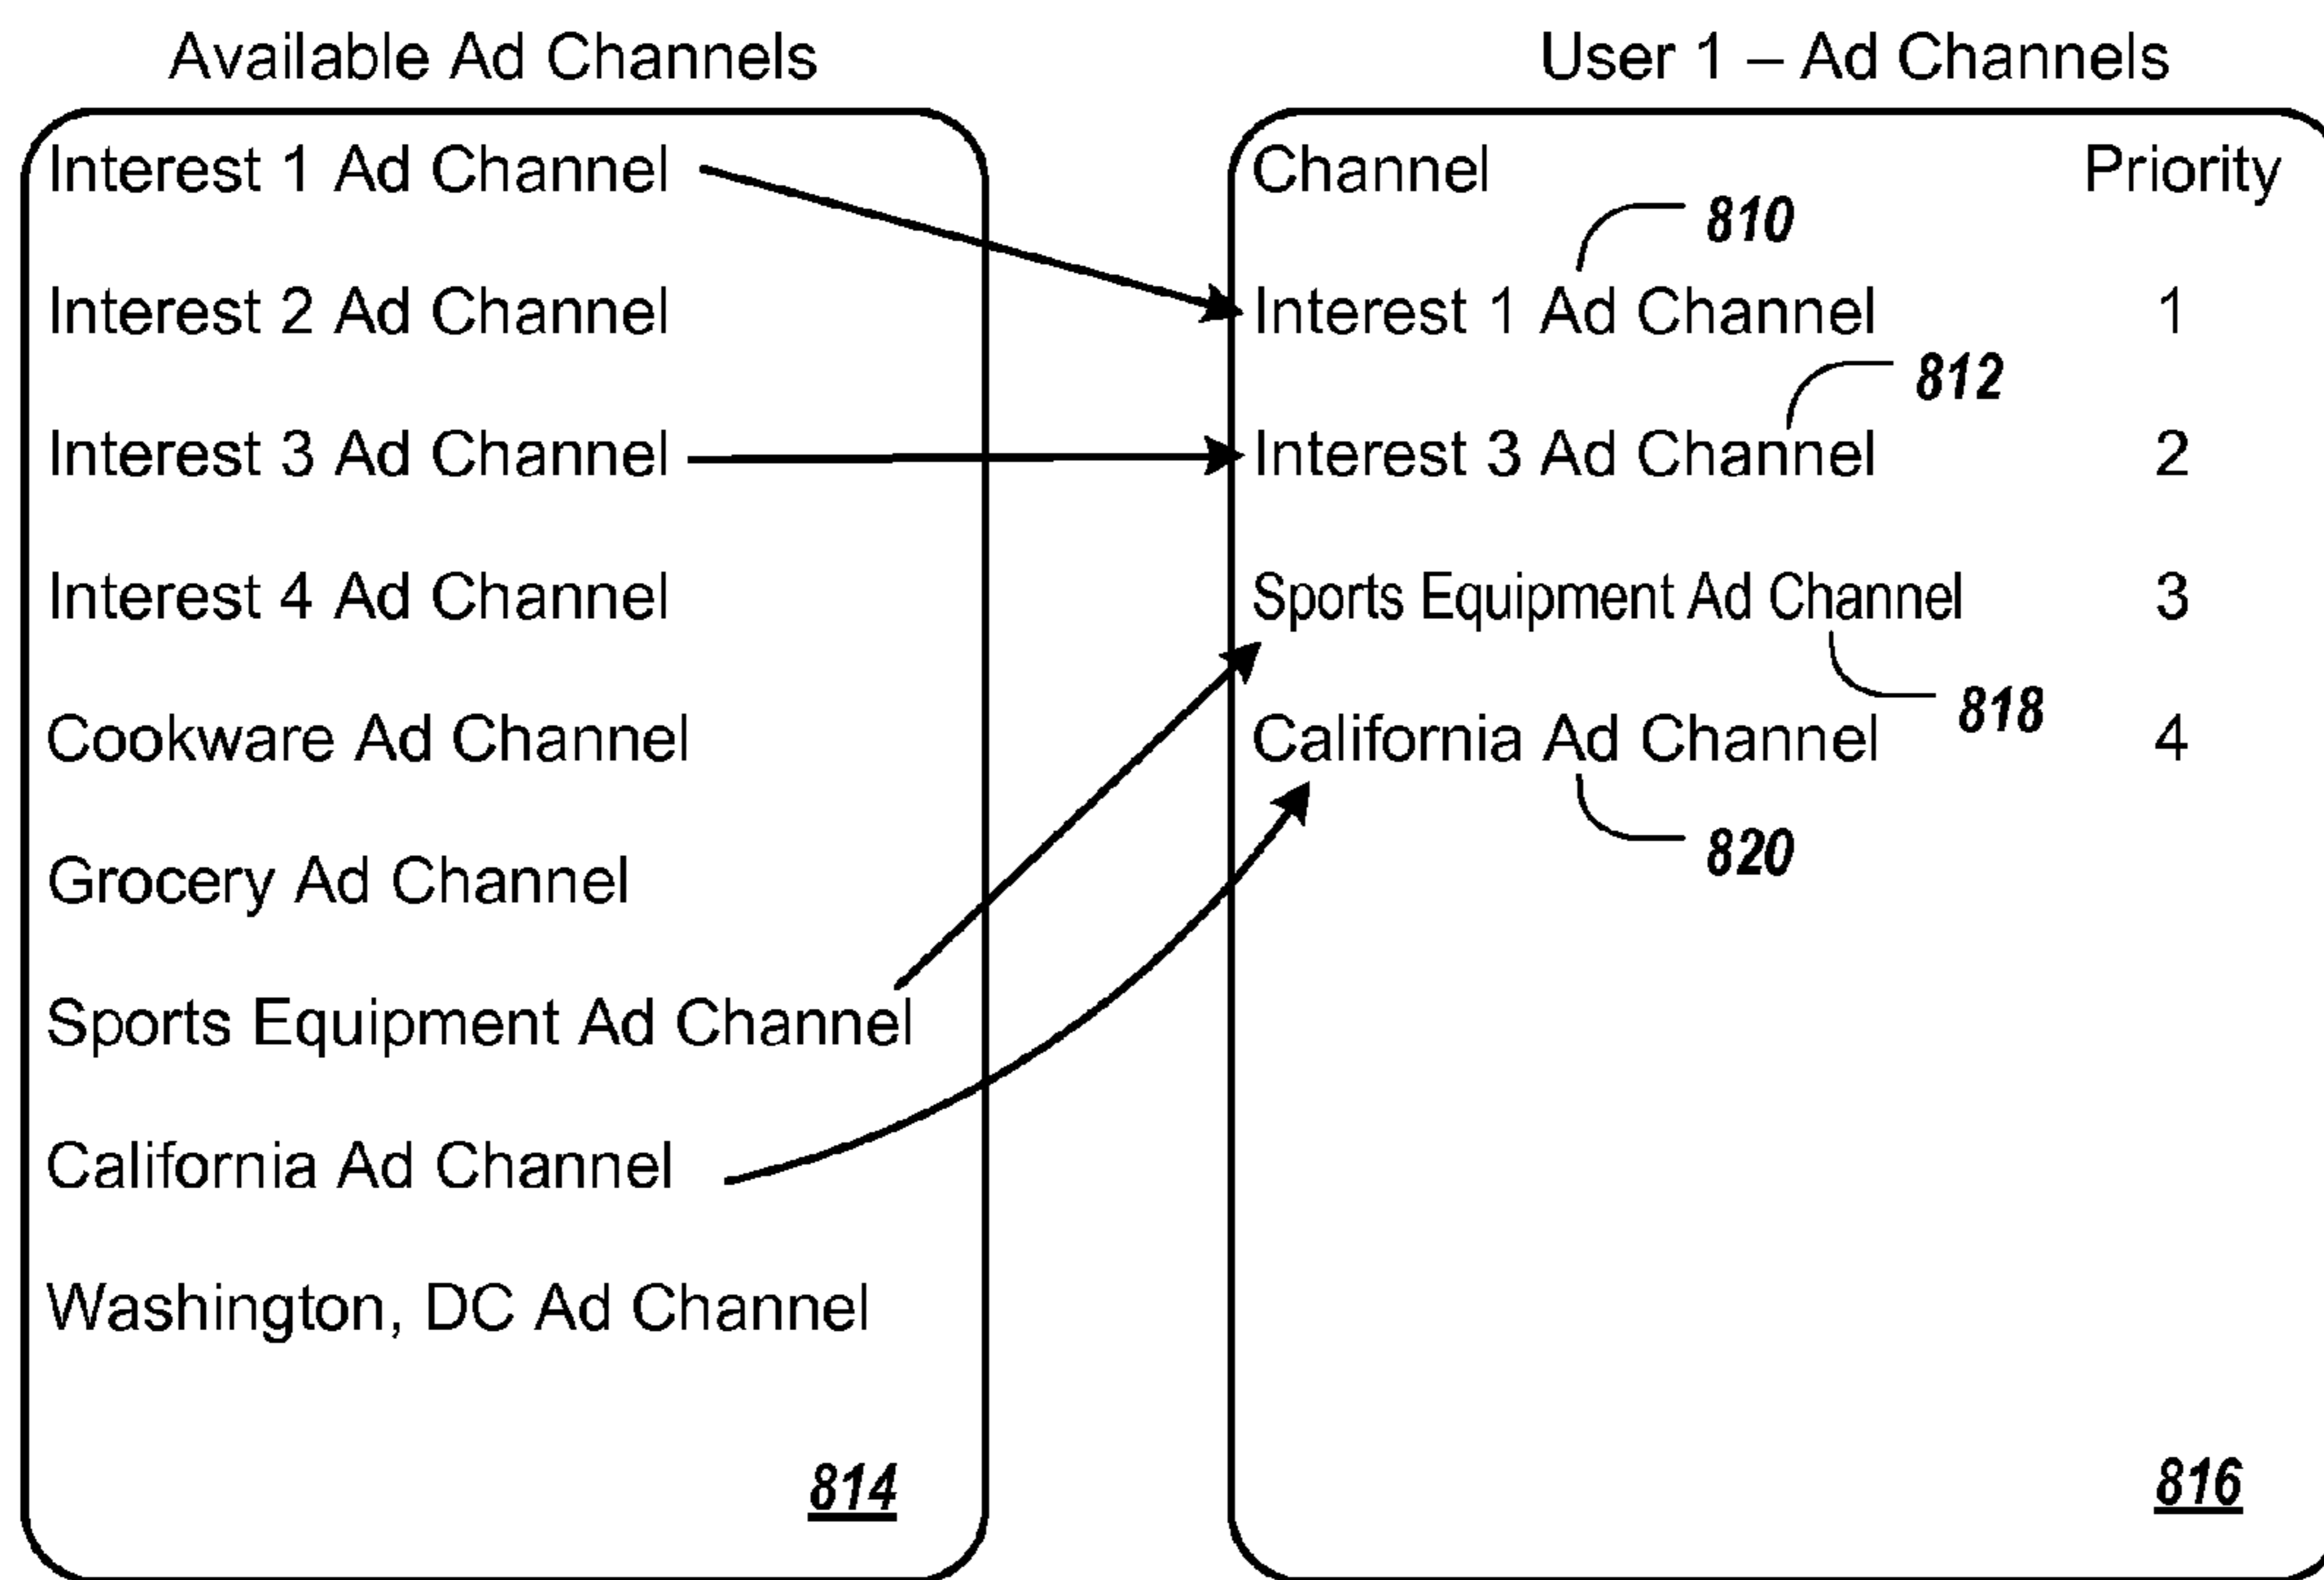 Available Ad Channels
Interest 1 Ad Channel
Interest 2 Ad Channel
Interest 3 Ad Channel
Interest 4 Ad Channel
Cookware Ad Channel
Grocery Ad Channel
Sports Equipment Ad Channel
California Ad Channel
Washington, DC Ad Channel
814
User 1 – Ad Channels
Channel Priority
810
Interest 1 Ad Channel 1
812
Interest 3 Ad Channel 2
Sports Equipment Ad Channel 3
818
California Ad Channel 4
820
816